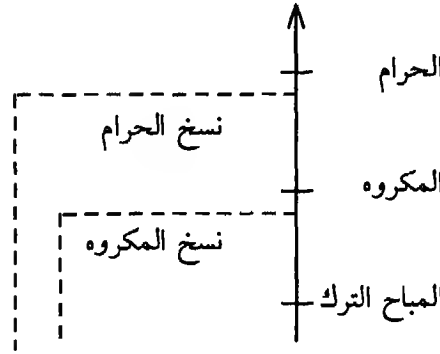 الحرام
نسخ الحرام
المكروه
نسخ المكروه
المباح الترك